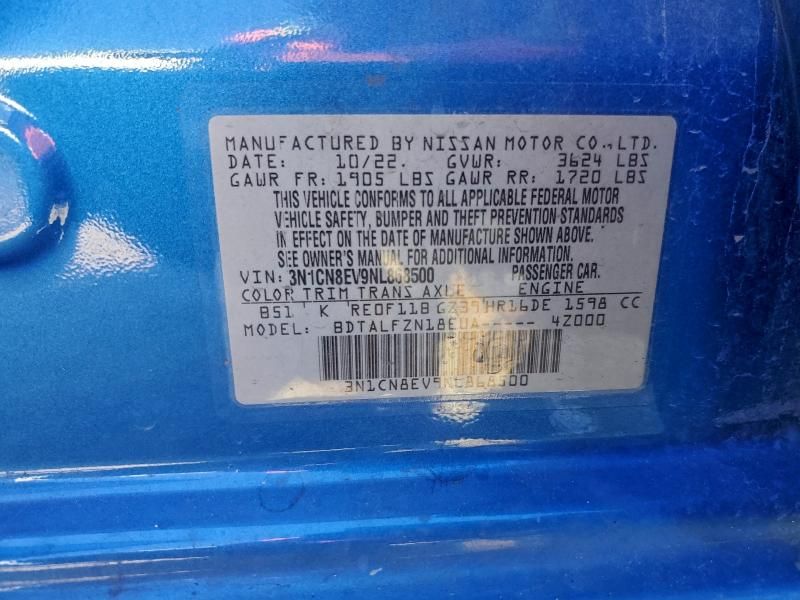 MANUFACTURED BY NISSAN MOTOR CO.,LTD.
DATE: 10/22. GVWR: 3624 LBS
GAWR FR: 1905 LBS GAWR RR: 1720 LBS
THIS VEHICLE CONFORMS TO ALL APPLICABLE FEDERAL MOTOR
VEHICLE SAFETY, BUMPER AND THEFT PREVENTION STANDARDS
IN EFFECT ON THE DATE OF MANUFACTURE SHOWN ABOVE.
SEE OWNER'S MANUAL FOR ADDITIONAL INFORMATION.
VIN: 3N1CN8EV9NL868500 PASSENGER CAR.
COLOR TRIM TRANS AXLE ENGINE
B51 K RE0F11B HR16DE 1598 CC
MODEL: BDTALFZN18EUA----- 4Z000
3N1CN8EV9NL868500